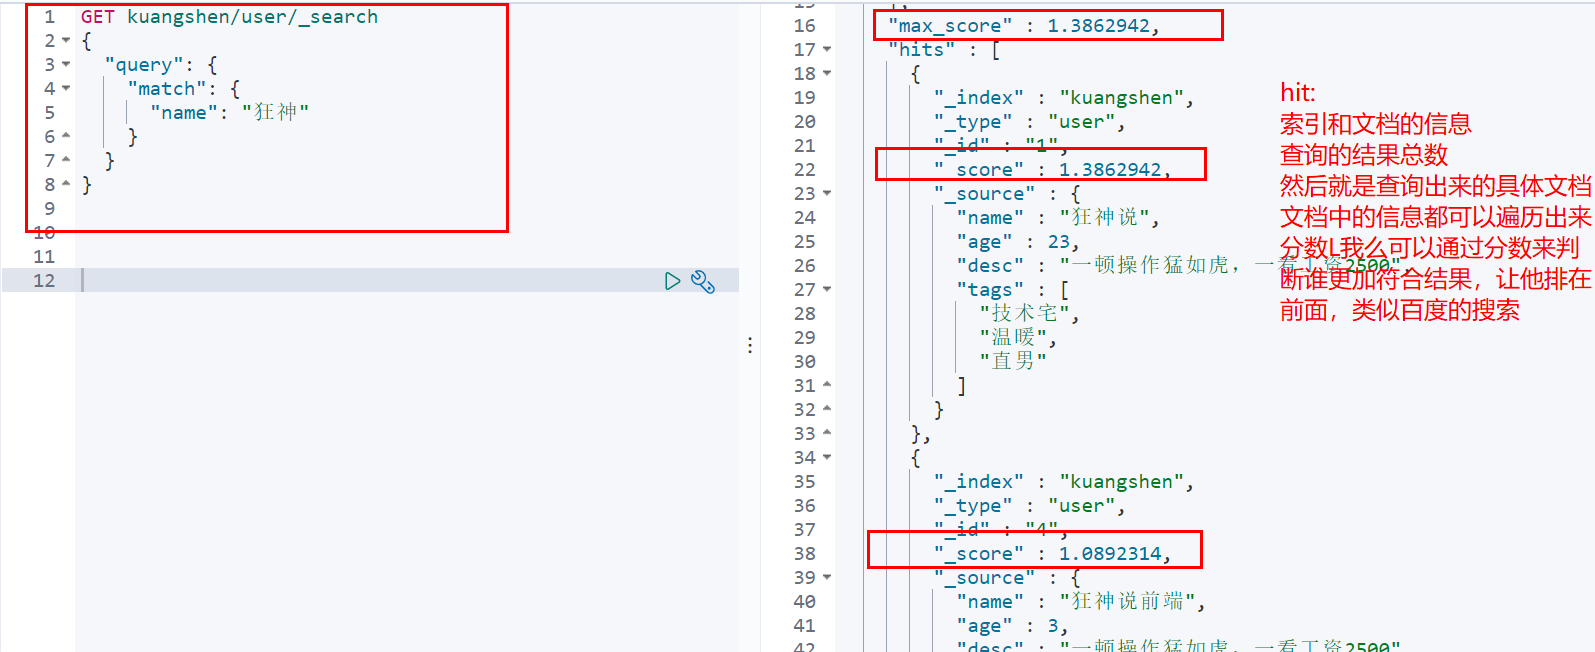 1 GET kuangshen/user/_search
2 {
3 "query": {
4 "match": {
5 "name": "狂神"
6 }
7 }
8 }
9
10
11
12
16 "max_score" : 1.3862942,
17 "hits" : [
18 {
19 "_index" : "kuangshen",
20 "_type" : "user",
21 "_id" : "1",
22 "_score" : 1.3862942,
23 "_source" : {
24 "name" : "狂神说",
25 "age" : 23,
26 "desc" : "一顿操作猛如虎，一看工资2500",
27 "tags" : [
28 "技术宅",
29 "温暖",
30 "直男"
31 ]
32 }
33 },
34 {
35 "_index" : "kuangshen",
36 "_type" : "user",
37 "_id" : "4",
38 "_score" : 1.0892314,
39 "_source" : {
40 "name" : "狂神说前端",
41 "age" : 3,
42 "desc" : "一顿操作猛如虎，一看工资2500"
hit:
索引和文档的信息
查询的结果总数
然后就是查询出来的具体文档
文档中的信息都可以遍历出来
分数L我么可以通过分数来判
断谁更加符合结果，让他排在
前面，类似百度的搜索